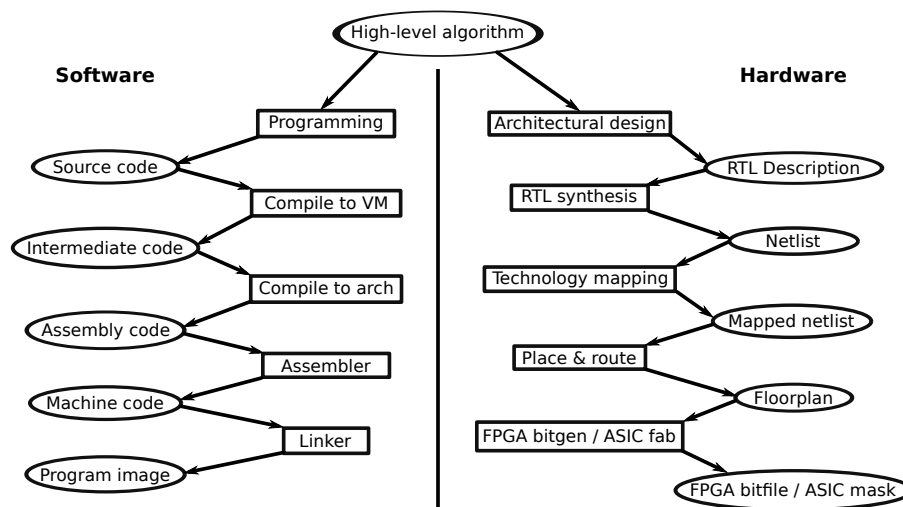 High-level algorithm
Software
Hardware
Programming
Source code
Compile to VM
Intermediate code
Compile to arch
Assembly code
Assembler
Machine code
Linker
Program image
Architectural design
RTL Description
RTL synthesis
Netlist
Technology mapping
Mapped netlist
Place & route
Floorplan
FPGA bitgen / ASIC fab
FPGA bitfile / ASIC mask